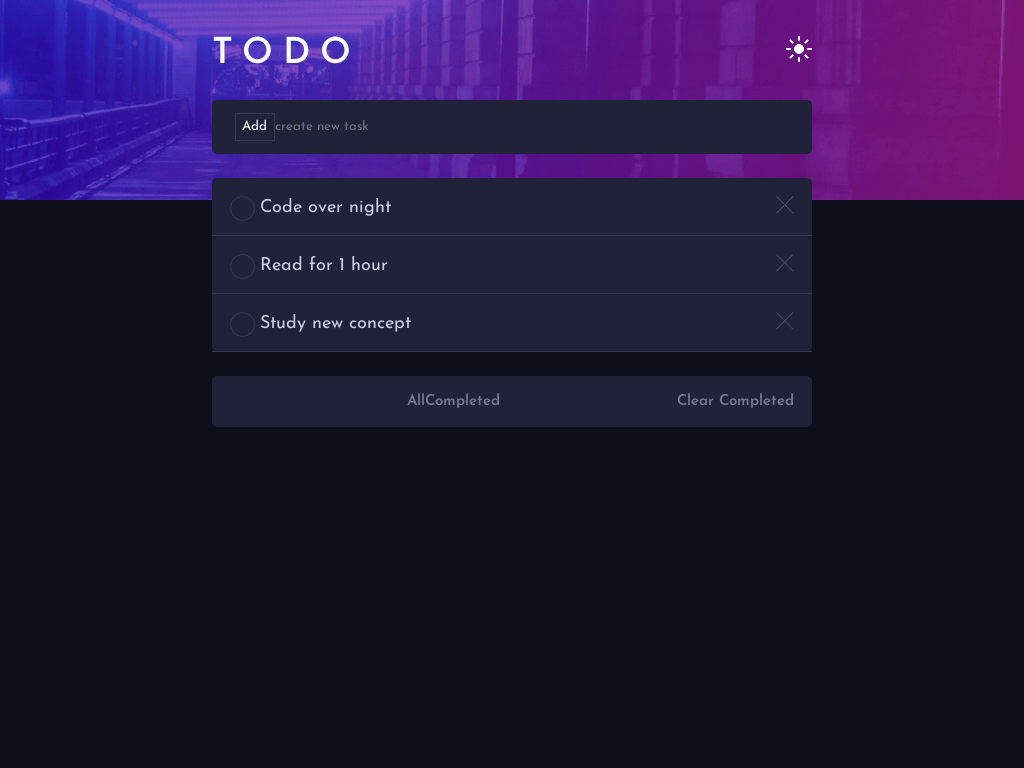 TODO
Add create new task
Code over night
Read for 1 hour
Study new concept
AllCompleted Clear Completed